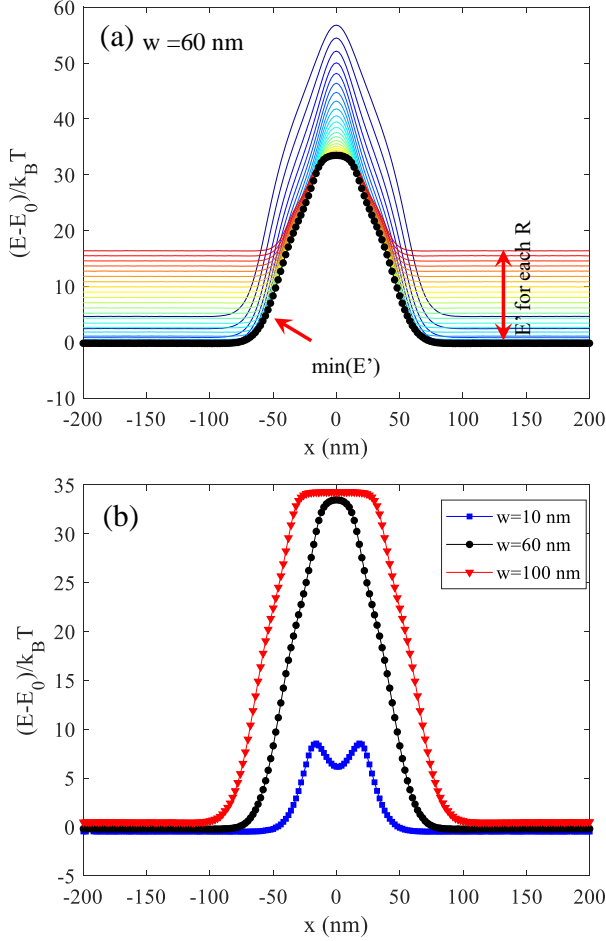 (a) w =60 nm
60
50
40
30
20
10
0
-10
(E-E0)/kBT
E' for each R
min(E')
-200 -150 -100 -50 0 50 100 150 200
x (nm)
(b)
w=10 nm
w=60 nm
w=100 nm
35
30
25
20
15
10
5
0
-5
(E-E0)/kBT
-200 -150 -100 -50 0 50 100 150 200
x (nm)